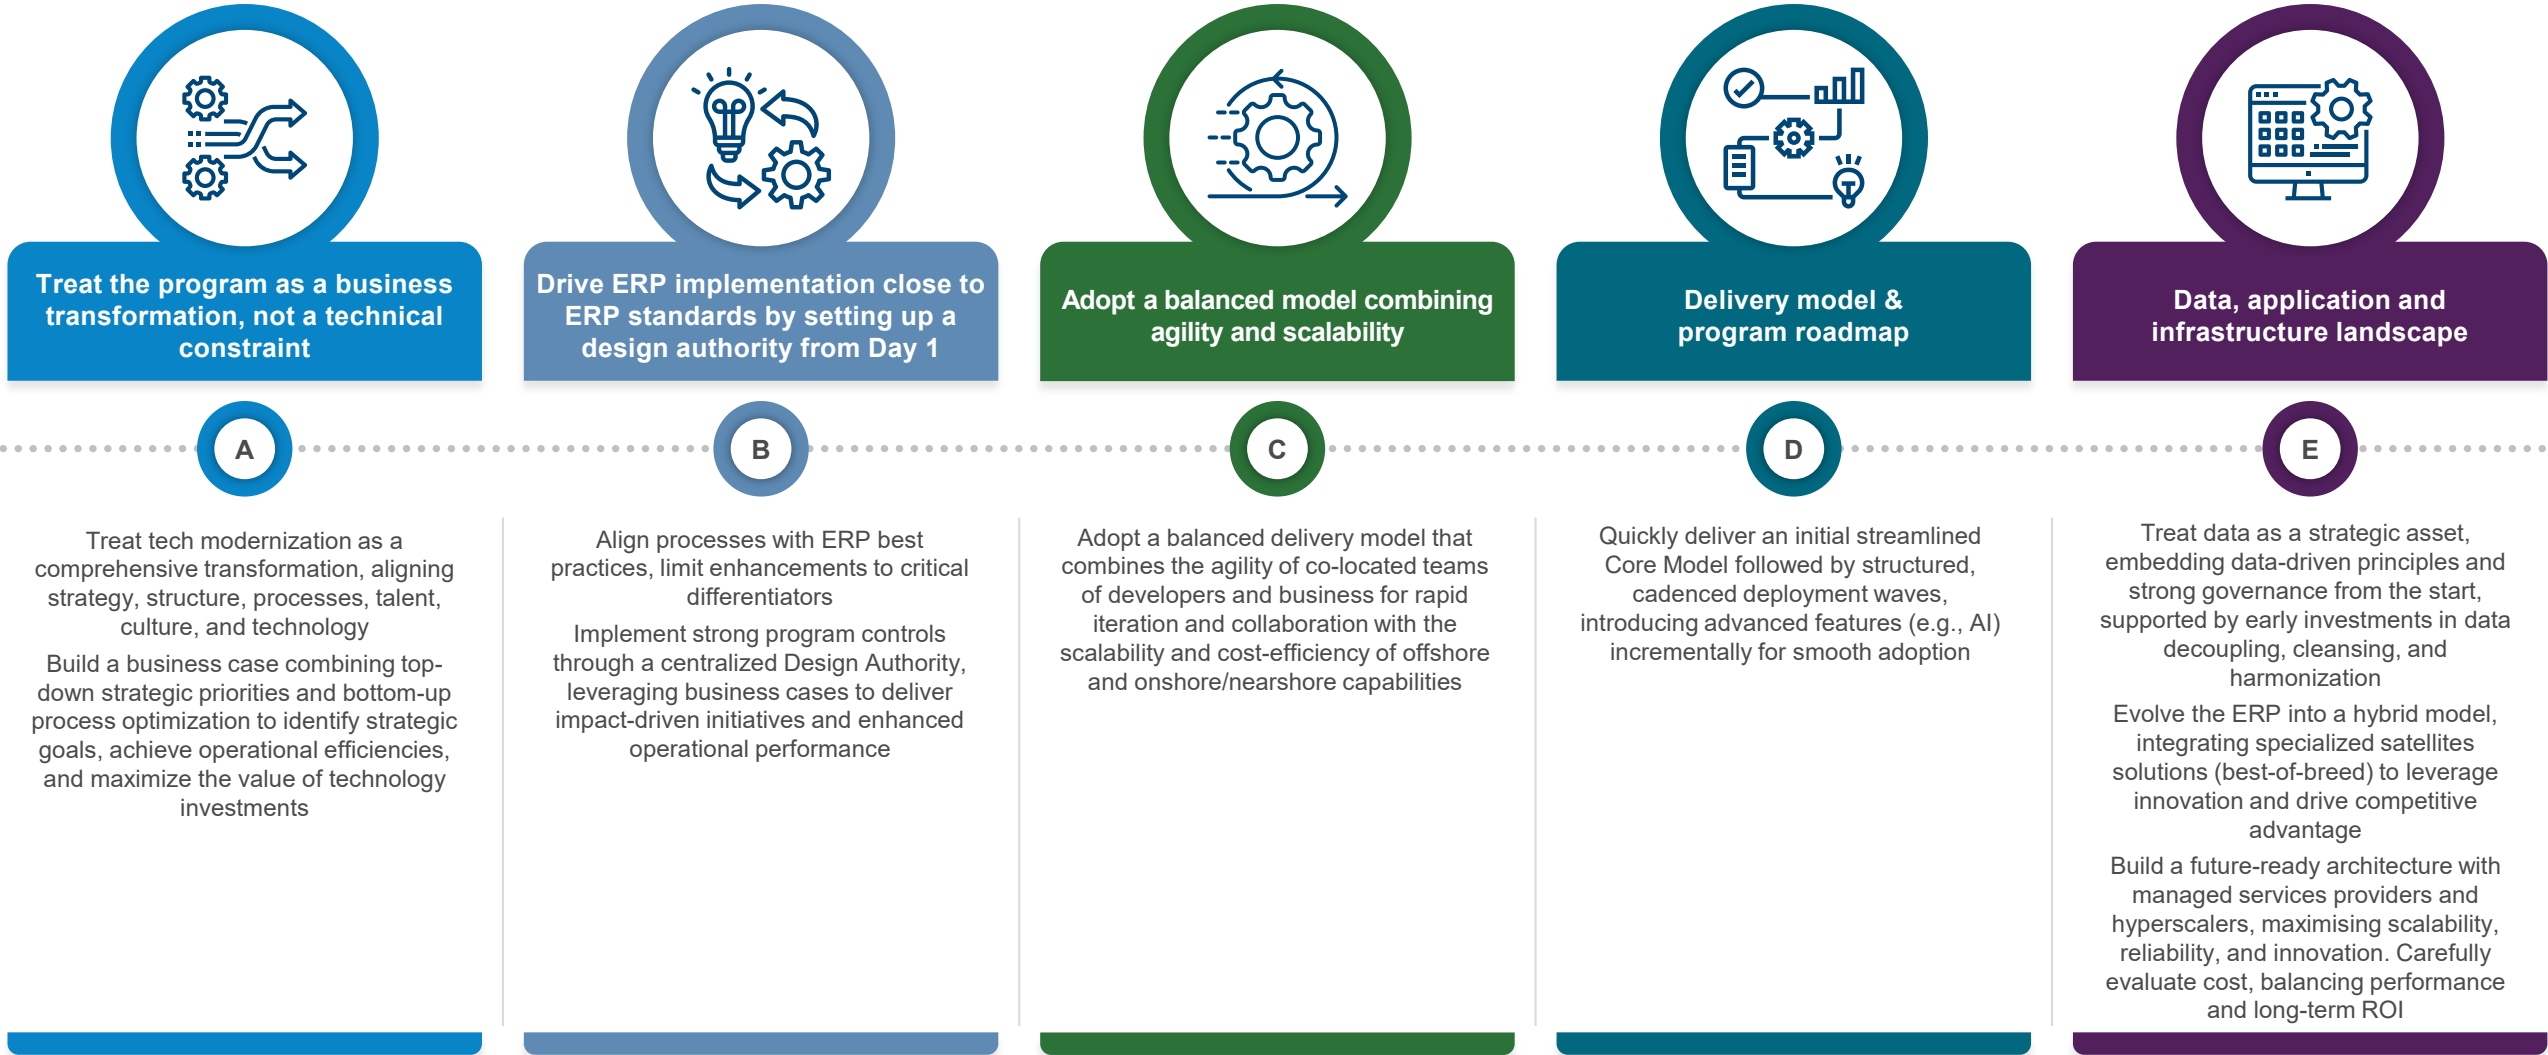 Treat the program as a business
transformation, not a technical
constraint
Drive ERP implementation close to
ERP standards by setting up a
design authority from Day 1
Adopt a balanced model combining
agility and scalability
Delivery model &
program roadmap
Data, application and
infrastructure landscape
A
B
C
D
E
Treat tech modernization as a
comprehensive transformation, aligning
strategy, structure, processes, talent,
culture, and technology
Build a business case combining top-
down strategic priorities and bottom-up
process optimization to identify strategic
goals, achieve operational efficiencies,
and maximize the value of technology
investments
Align processes with ERP best
practices, limit enhancements to critical
differentiators
Implement strong program controls
through a centralized Design Authority,
leveraging business cases to deliver
impact-driven initiatives and enhanced
operational performance
Adopt a balanced delivery model that
combines the agility of co-located teams
of developers and business for rapid
iteration and collaboration with the
scalability and cost-efficiency of offshore
and onshore/nearshore capabilities
Quickly deliver an initial streamlined
Core Model followed by structured,
cadenced deployment waves,
introducing advanced features (e.g., AI)
incrementally for smooth adoption
Treat data as a strategic asset,
embedding data-driven principles and
strong governance from the start,
supported by early investments in data
decoupling, cleansing, and
harmonization
Evolve the ERP into a hybrid model,
integrating specialized satellites
solutions (best-of-breed) to leverage
innovation and drive competitive
advantage
Build a future-ready architecture with
managed services providers and
hyperscalers, maximising scalability,
reliability, and innovation. Carefully
evaluate cost, balancing performance
and long-term ROI